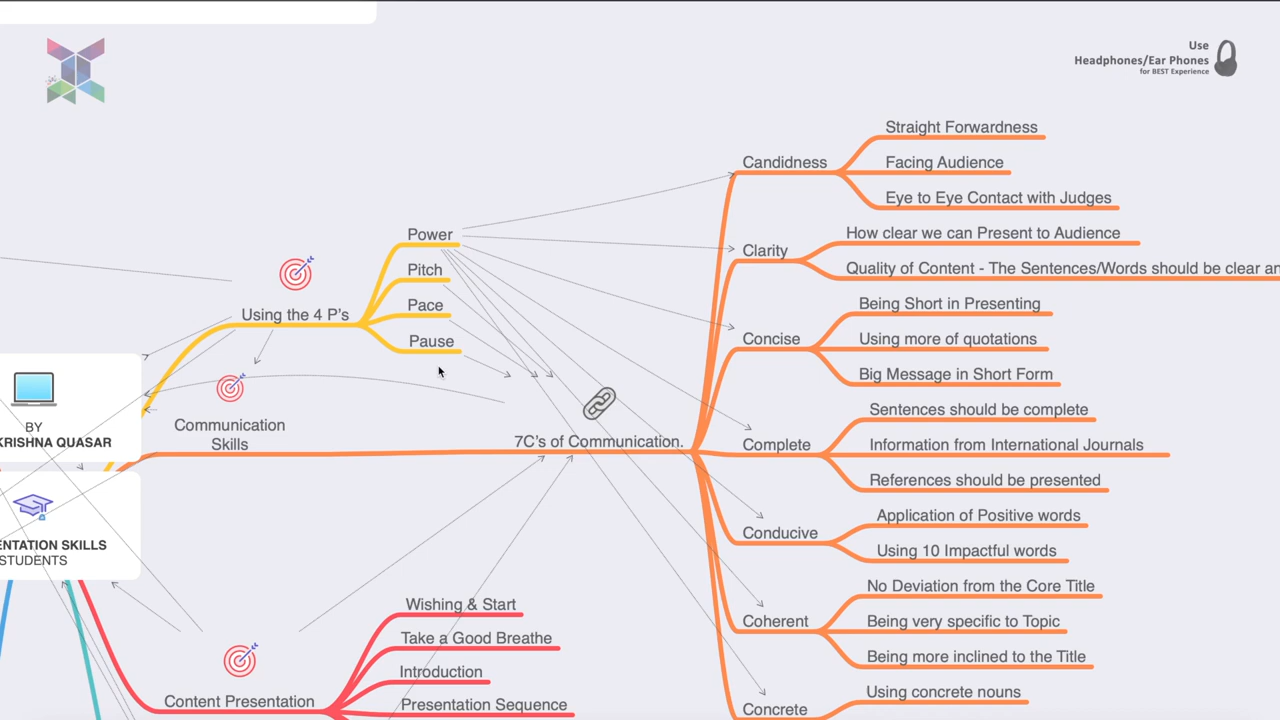 Use
Headphones/Ear Phones
for BEST Experience
Straight Forwardness
Candidness
Facing Audience
Eye to Eye Contact with Judges
Power
How clear we can Present to Audience
Clarity
Pitch
Quality of Content - The Sentences/Words should be clear an
Pace
Being Short in Presenting
Using the 4 P's
Pause
Concise
Using more of quotations
Big Message in Short Form
Sentences should be complete
BY
KRISHNA QUASAR
Communication
Skills
7C's of Communication.
Complete
Information from International Journals
References should be presented
Application of Positive words
Conducive
ENTATION SKILLS
STUDENTS
Using 10 Impactful words
No Deviation from the Core Title
Wishing & Start
Coherent
Being very specific to Topic
Take a Good Breathe
Being more inclined to the Title
Introduction
Using concrete nouns
Content Presentation
Presentation Sequence
Concrete